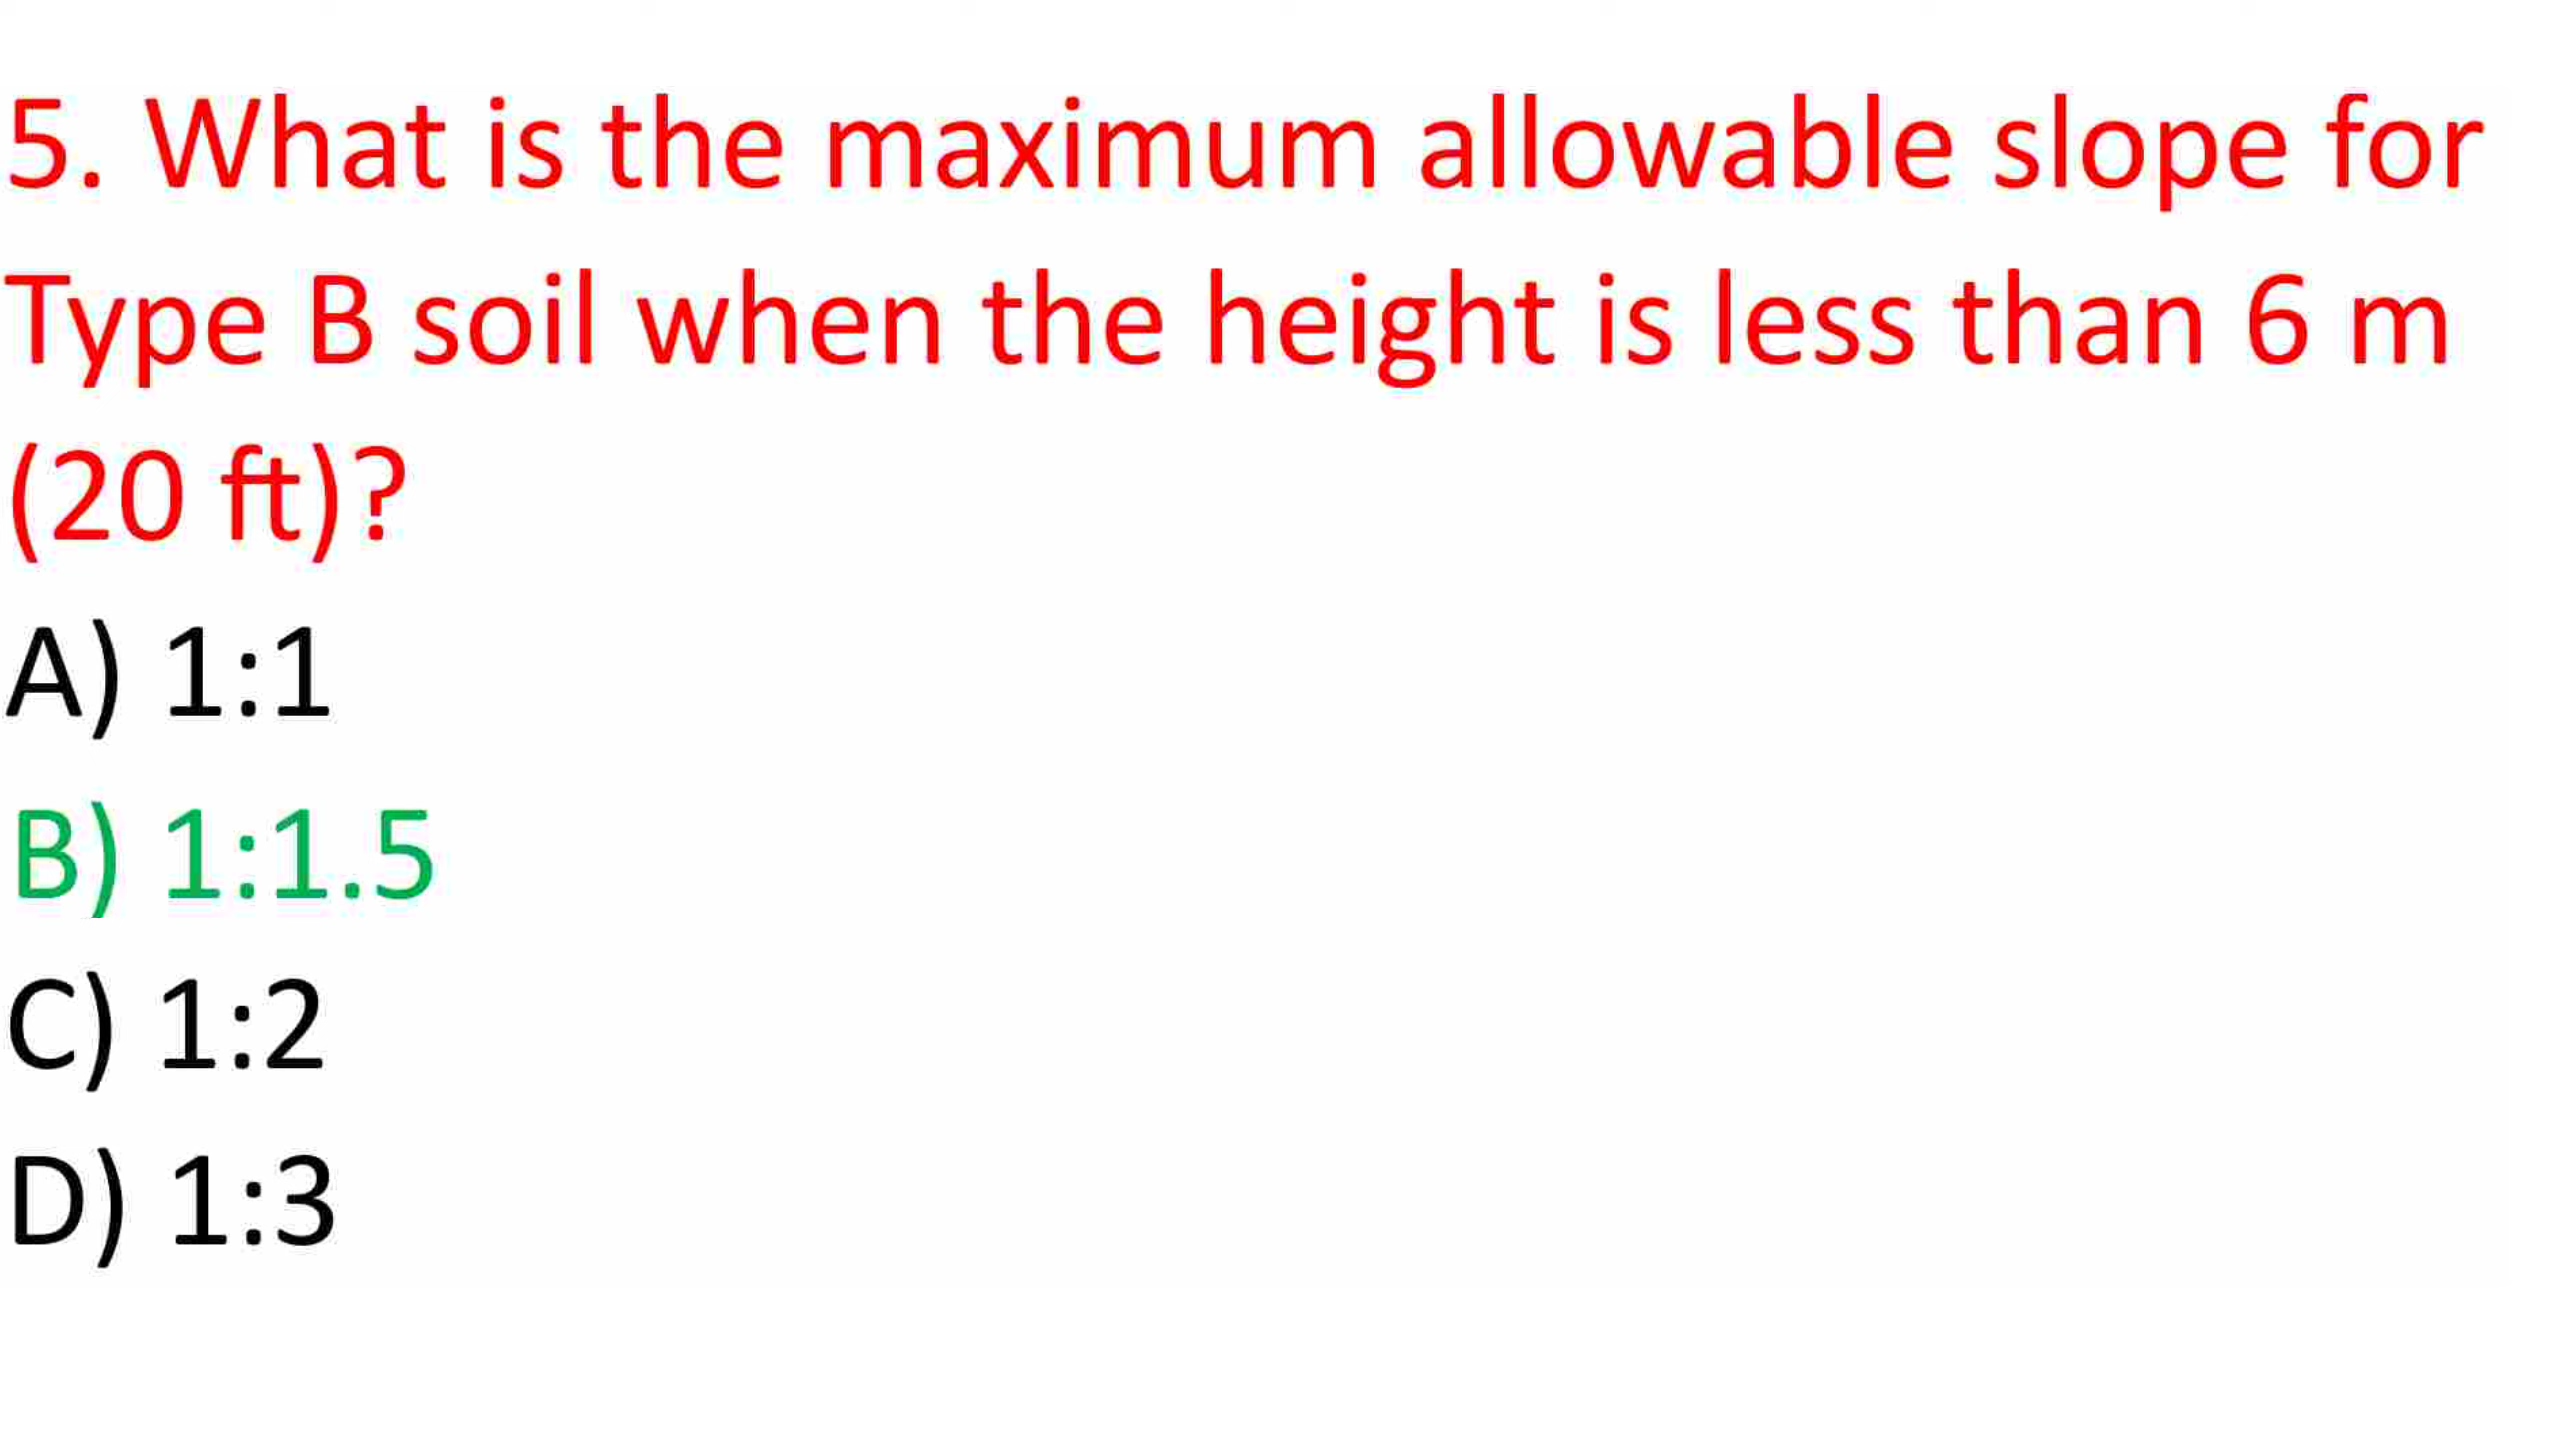 5. What is the maximum allowable slope for
Type B soil when the height is less than 6 m
(20 ft)?
A) 1:1
B) 1:1.5
C) 1:2
D) 1:3